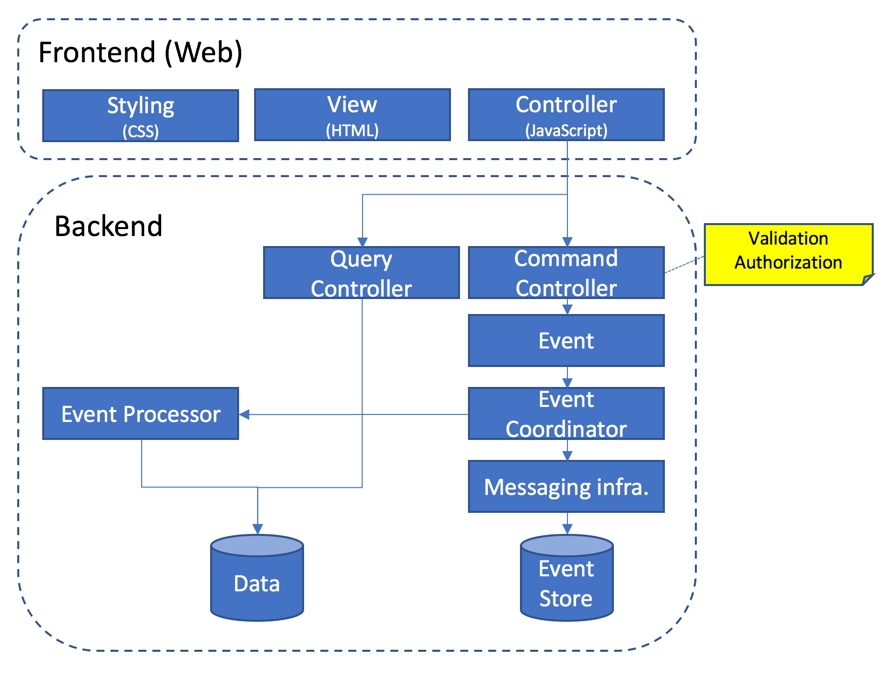 Frontend (Web)
Styling
(CSS)
View
(HTML)
Controller
(JavaScript)
Backend
Validation
Authorization
Query
Controller
Command
Controller
Event
Event Processor
Event
Coordinator
Messaging infra.
Data
Event
Store